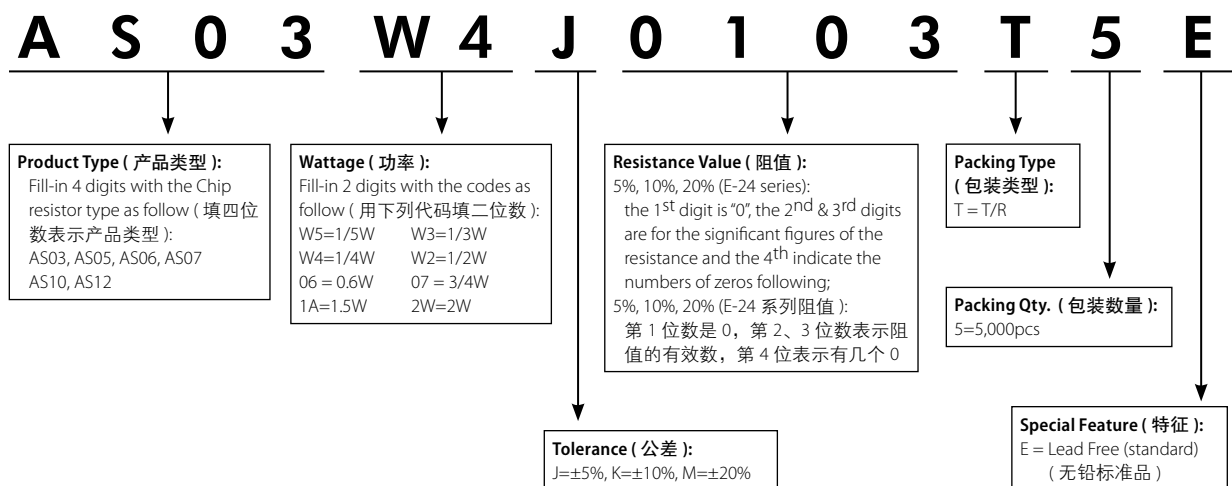 A S 0 3 W 4 J 0 1 0 3 T 5 E
Product Type ( 产品类型 ):
Fill-in 4 digits with the Chip
resistor type as follow ( 填四位
数表示产品类型 ):
AS03, AS05, AS06, AS07
AS10, AS12
Wattage ( 功率 ):
Fill-in 2 digits with the codes as
follow ( 用下列代码填二位数 ):
W5=1/5W W3=1/3W
W4=1/4W W2=1/2W
06 = 0.6W 07 = 3/4W
1A=1.5W 2W=2W
Resistance Value ( 阻值 ):
5%, 10%, 20% (E-24 series):
the 1st digit is “0”, the 2nd & 3rd digits
are for the significant figures of the
resistance and the 4th indicate the
numbers of zeros following;
5%, 10%, 20% (E-24 系列阻值 ):
第 1 位数是 0，第 2、3 位数表示阻
值的有效数，第 4 位表示有几个 0
Packing Type
( 包装类型 ):
T = T/R
Packing Qty. ( 包装数量 ):
5=5,000pcs
Tolerance ( 公差 ):
J=±5%, K=±10%, M=±20%
Special Feature ( 特征 ):
E = Lead Free (standard)
( 无铅标准品 )